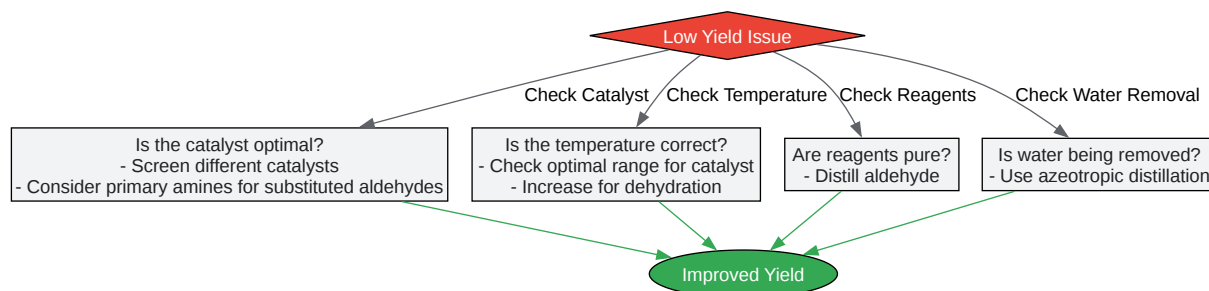 Low Yield Issue
Check Catalyst
Check Temperature
Check Reagents
Check Water Removal
Is the catalyst optimal?
- Screen different catalysts
- Consider primary amines for substituted aldehydes
Is the temperature correct?
- Check optimal range for catalyst
- Increase for dehydration
Are reagents pure?
- Distill aldehyde
Is water being removed?
- Use azeotropic distillation
Improved Yield